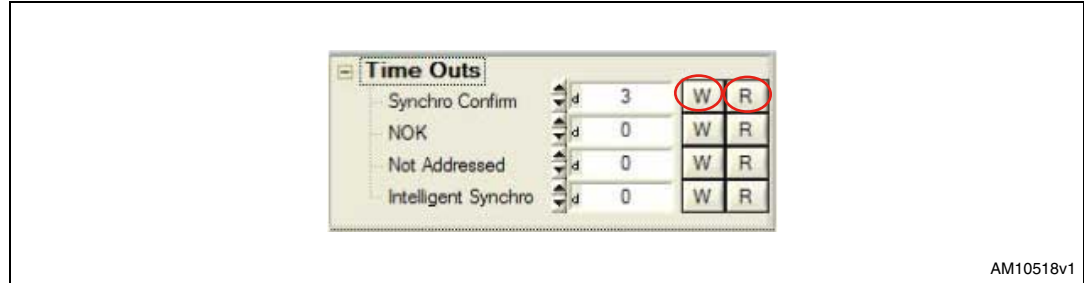 Time Outs
Synchro Confirm d 3 W R
NOK d 0 W R
Not Addressed d 0 W R
Intelligent Synchro d 0 W R
AM10518v1